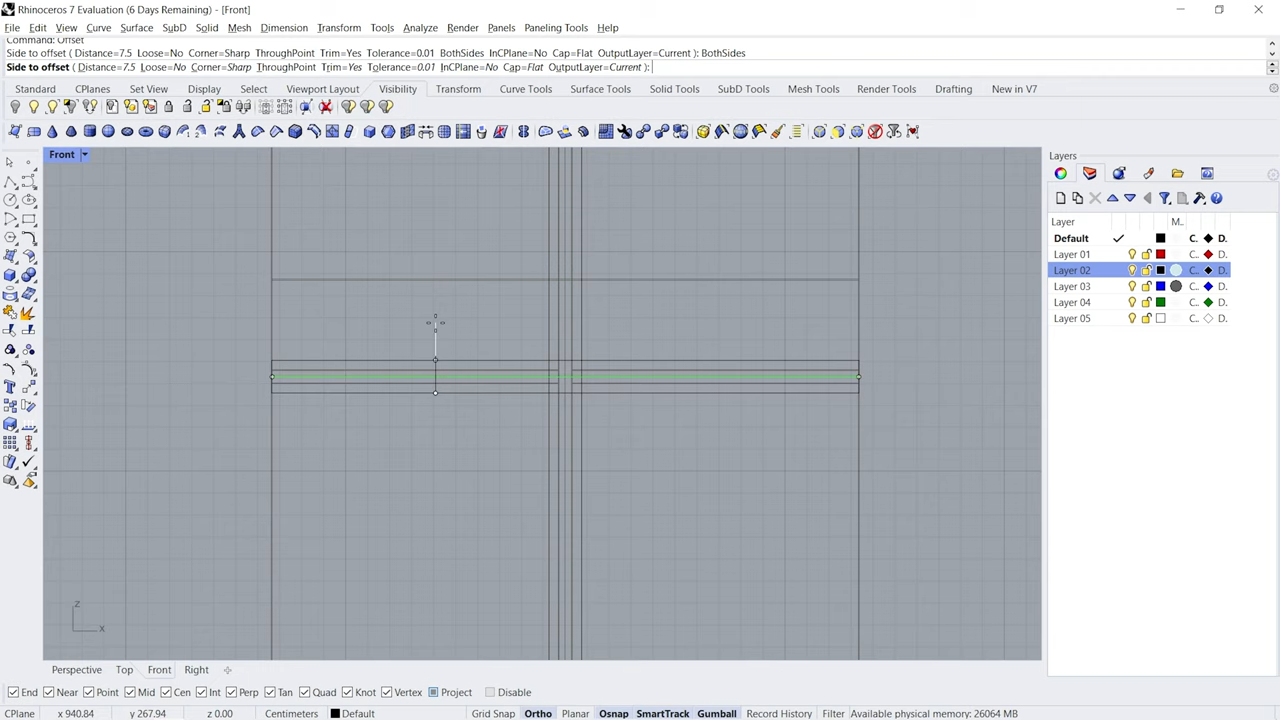 Rhinoceros 7 Evaluation (6 Days Remaining) - [Front]
File Edit View Curve Surface SubD Solid Mesh Dimension Transform Tools Analyze Render Panels Paneling Tools Help
Command: Offset
Side to offset ( Distance=7.5 Loose=No Corner=Sharp ThroughPoint Trim=Yes Tolerance=0.01 BothSides InCPlane=No Cap=Flat OutputLayer=Current ): BothSides
Side to offset ( Distance=7.5 Loose=No Corner=Sharp ThroughPoint Trim=Yes Tolerance=0.01 InCPlane=No Cap=Flat OutputLayer=Current ):
Standard CPlanes Set View Display Select Viewport Layout Visibility Transform Curve Tools Surface Tools Solid Tools SubD Tools Mesh Tools Render Tools Drafting New in V7
Front
Layers
Layer M..
Default C.. D.
Layer 01 C.. D.
Layer 02 C.. D.
Layer 03 C.. D.
Layer 04 C.. D.
Layer 05 C.. D.
z
x
Perspective Top Front Right
End Near Point Mid Cen Int Perp Tan Quad Knot Vertex Project Disable
CPlane x 940.84 y 267.94 z 0.00 Centimeters Default Grid Snap Ortho Planar Osnap SmartTrack Gumball Record History Filter Available physical memory: 26064 MB